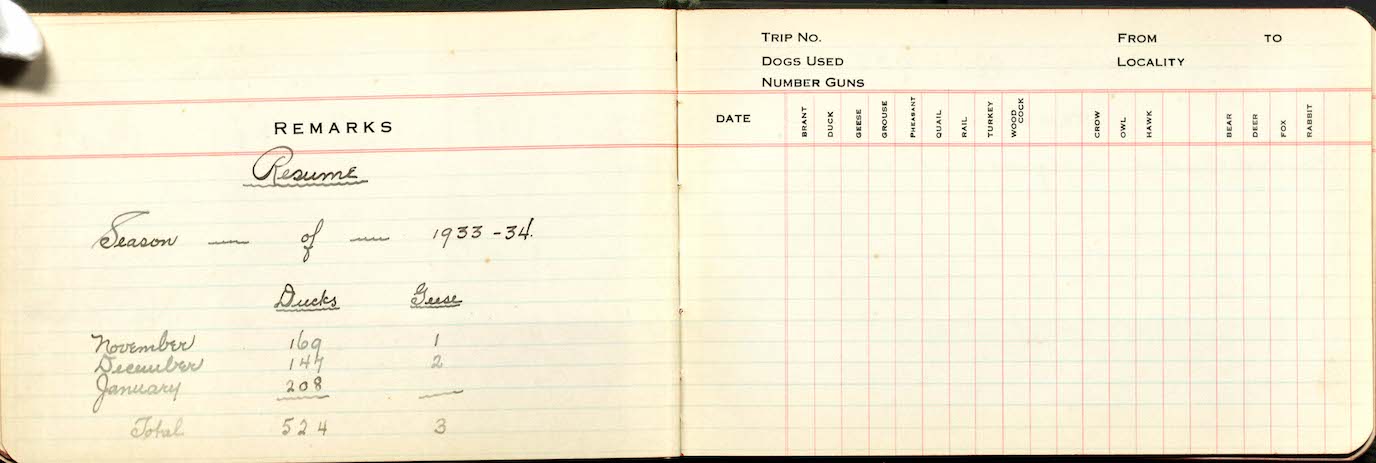 REMARKS
Resume
Season — of — 1933-34.
Ducks Geese
November 169 1
December 147 2
January 208 —
Total 524 3
TRIP NO. FROM TO
DOGS USED LOCALITY
NUMBER GUNS
DATE BRANT DUCK GEESE GROUSE PHEASANT QUAIL RAIL TURKEY WOOD COCK CROW OWL HAWK BEAR DEER FOX RABBIT